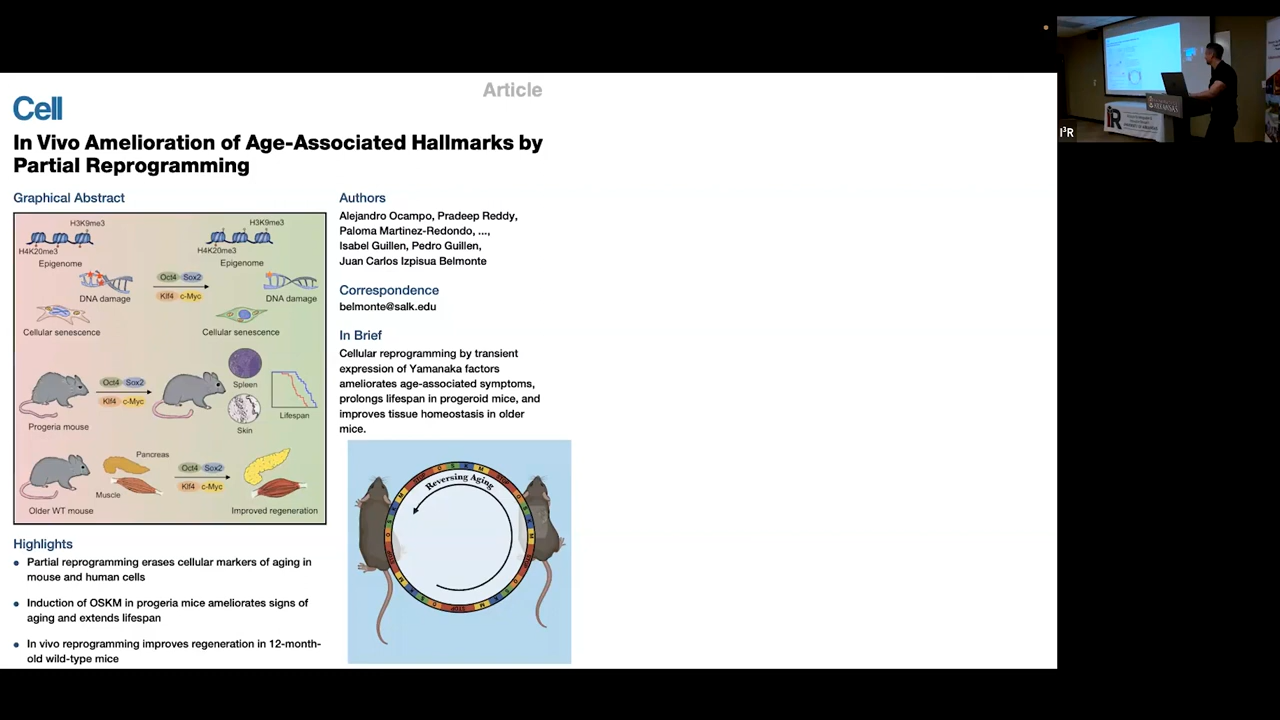 Article
Cell
In Vivo Amelioration of Age-Associated Hallmarks by
Partial Reprogramming
Graphical Abstract
H3K9me3
H3K9me3
H4K20me3
H4K20me3
Epigenome
Epigenome
Oct4 Sox2
Klf4 c-Myc
DNA damage
DNA damage
Cellular senescence
Cellular senescence
Oct4 Sox2
Klf4 c-Myc
Spleen
Skin
Lifespan
Progeria mouse
Pancreas
Oct4 Sox2
Klf4 c-Myc
Muscle
Older WT mouse
Improved regeneration
Highlights
• Partial reprogramming erases cellular markers of aging in
mouse and human cells
• Induction of OSKM in progeria mice ameliorates signs of
aging and extends lifespan
• In vivo reprogramming improves regeneration in 12-month-
old wild-type mice
Authors
Alejandro Ocampo, Pradeep Reddy,
Paloma Martinez-Redondo, ...,
Isabel Guillen, Pedro Guillen,
Juan Carlos Izpisua Belmonte
Correspondence
belmonte@salk.edu
In Brief
Cellular reprogramming by transient
expression of Yamanaka factors
ameliorates age-associated symptoms,
prolongs lifespan in progeroid mice, and
improves tissue homeostasis in older
mice.
Reversing Aging
I³R